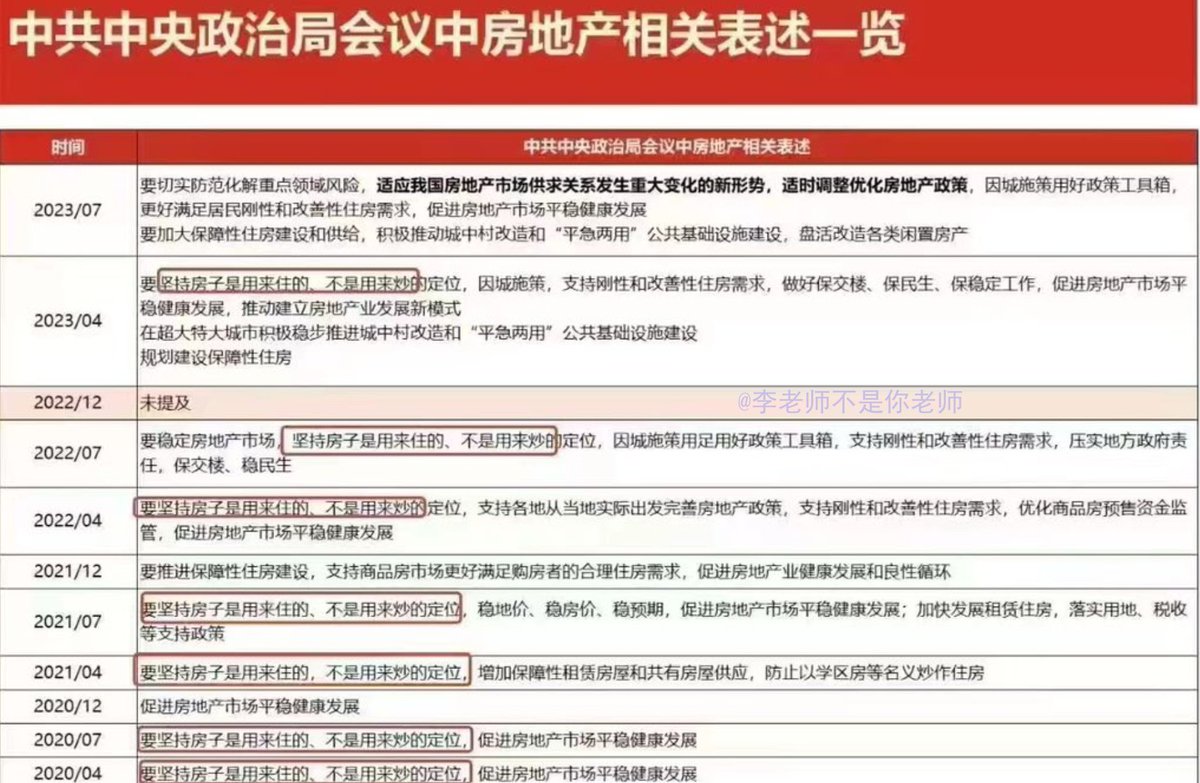 中共中央政治局会议中房地产相关表述一览
时间
中共中央政治局会议中房地产相关表述
2023/07
要切实防范化解重点领域风险，适应我国房地产市场供求关系发生重大变化的新形势，适时调整优化房地产政策，因城施策用好政策工具箱，
更好满足居民刚性和改善性住房需求，促进房地产市场平稳健康发展
要加大保障性住房建设和供给，积极推动城中村改造和“平急两用”公共基础设施建设，盘活改造各类闲置房产
2023/04
要坚持房子是用来住的、不是用来炒的定位，因城施策，支持刚性和改善性住房需求，做好保交楼、保民生、保稳定工作，促进房地产市场平
稳健康发展，推动建立房地产业发展新模式
在超大特大城市积极稳步推进城中村改造和“平急两用”公共基础设施建设
规划建设保障性住房
2022/12
未提及
@李老师不是你老师
2022/07
要稳定房地产市场，坚持房子是用来住的、不是用来炒的定位，因城施策用足用好政策工具箱，支持刚性和改善性住房需求，压实地方政府责
任，保交楼、稳民生
2022/04
要坚持房子是用来住的、不是用来炒的定位，支持各地从当地实际出发完善房地产政策，支持刚性和改善性住房需求，优化商品房预售资金监
管，促进房地产市场平稳健康发展
2021/12
要推进保障性住房建设，支持商品房市场更好满足购房者的合理住房需求，促进房地产业健康发展和良性循环
2021/07
要坚持房子是用来住的、不是用来炒的定位，稳地价、稳房价、稳预期，促进房地产市场平稳健康发展；加快发展租赁住房，落实用地、税收
等支持政策
2021/04
要坚持房子是用来住的，不是用来炒的定位，增加保障性租赁房屋和共有房屋供应，防止以学区房等名义炒作住房
2020/12
促进房地产市场平稳健康发展
2020/07
要坚持房子是用来住的、不是用来炒的定位，促进房地产市场平稳健康发展
2020/04
要坚持房子是用来住的、不是用来炒的定位，促进房地产市场平稳健康发展